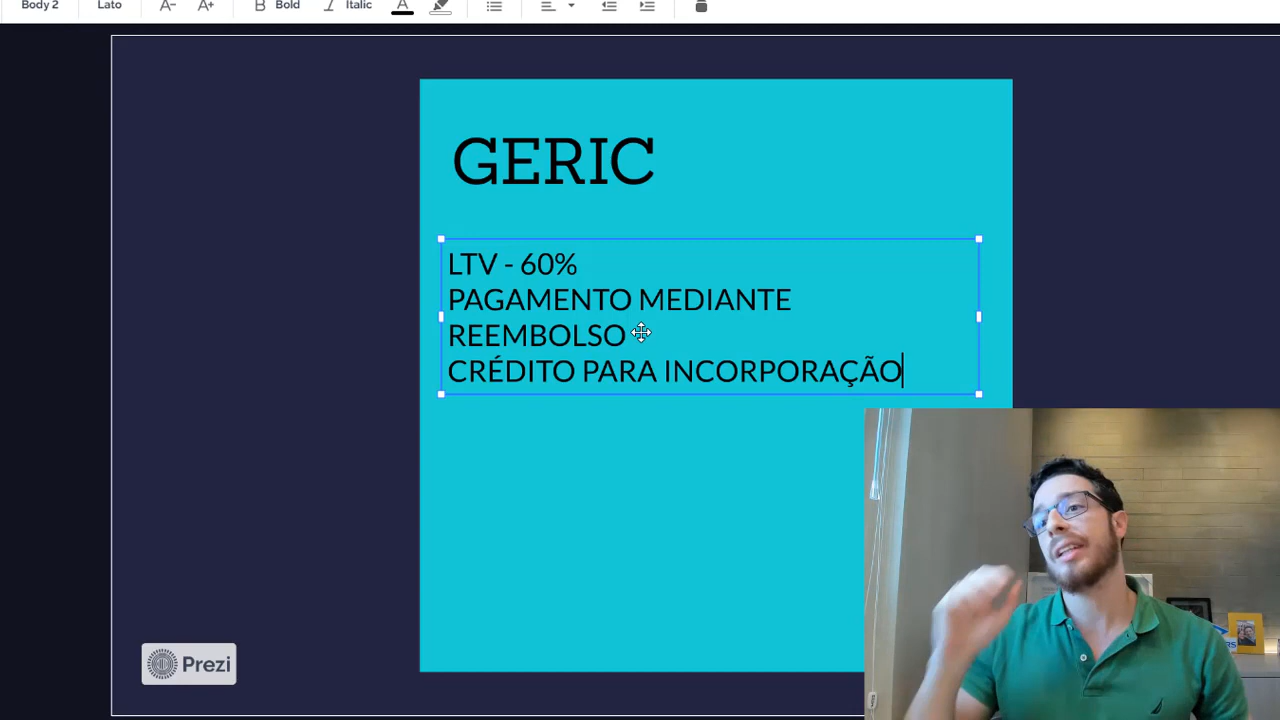 Body 2 Lato A- A+ B Bold I Italic A
GERIC
LTV - 60%
PAGAMENTO MEDIANTE
REEMBOLSO
CRÉDITO PARA INCORPORAÇÃO
Prezi